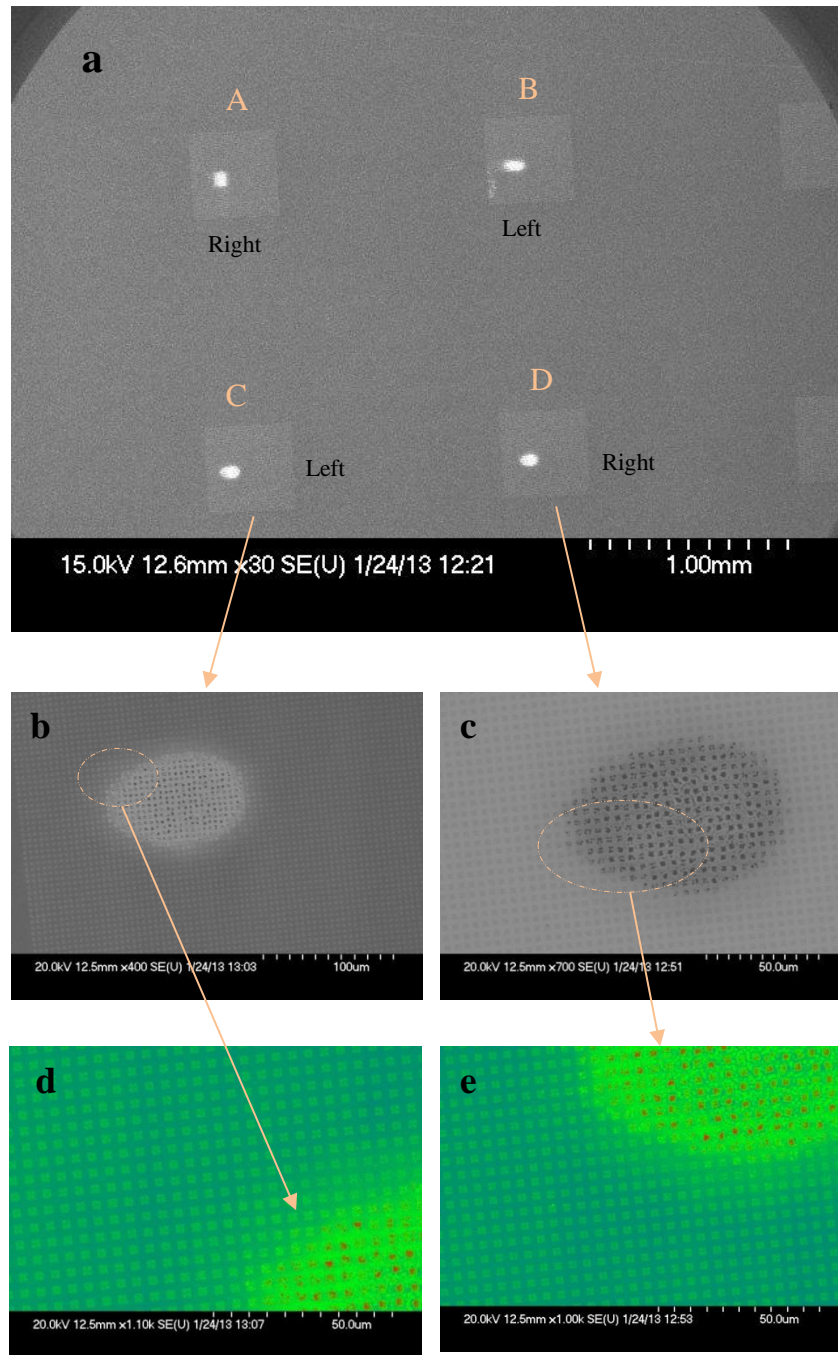 a
A
B
Right
Left
C
D
Left
Right
15.0kV 12.6mm x30 SE(U) 1/24/13 12:21
1.00mm
b
c
20.0kV 12.5mm x400 SE(U) 1/24/13 13:03
100um
20.0kV 12.5mm x700 SE(U) 1/24/13 12:51
50.0um
d
e
20.0kV 12.5mm x1.10k SE(U) 1/24/13 13:07
50.0um
20.0kV 12.5mm x1.00k SE(U) 1/24/13 12:53
50.0um